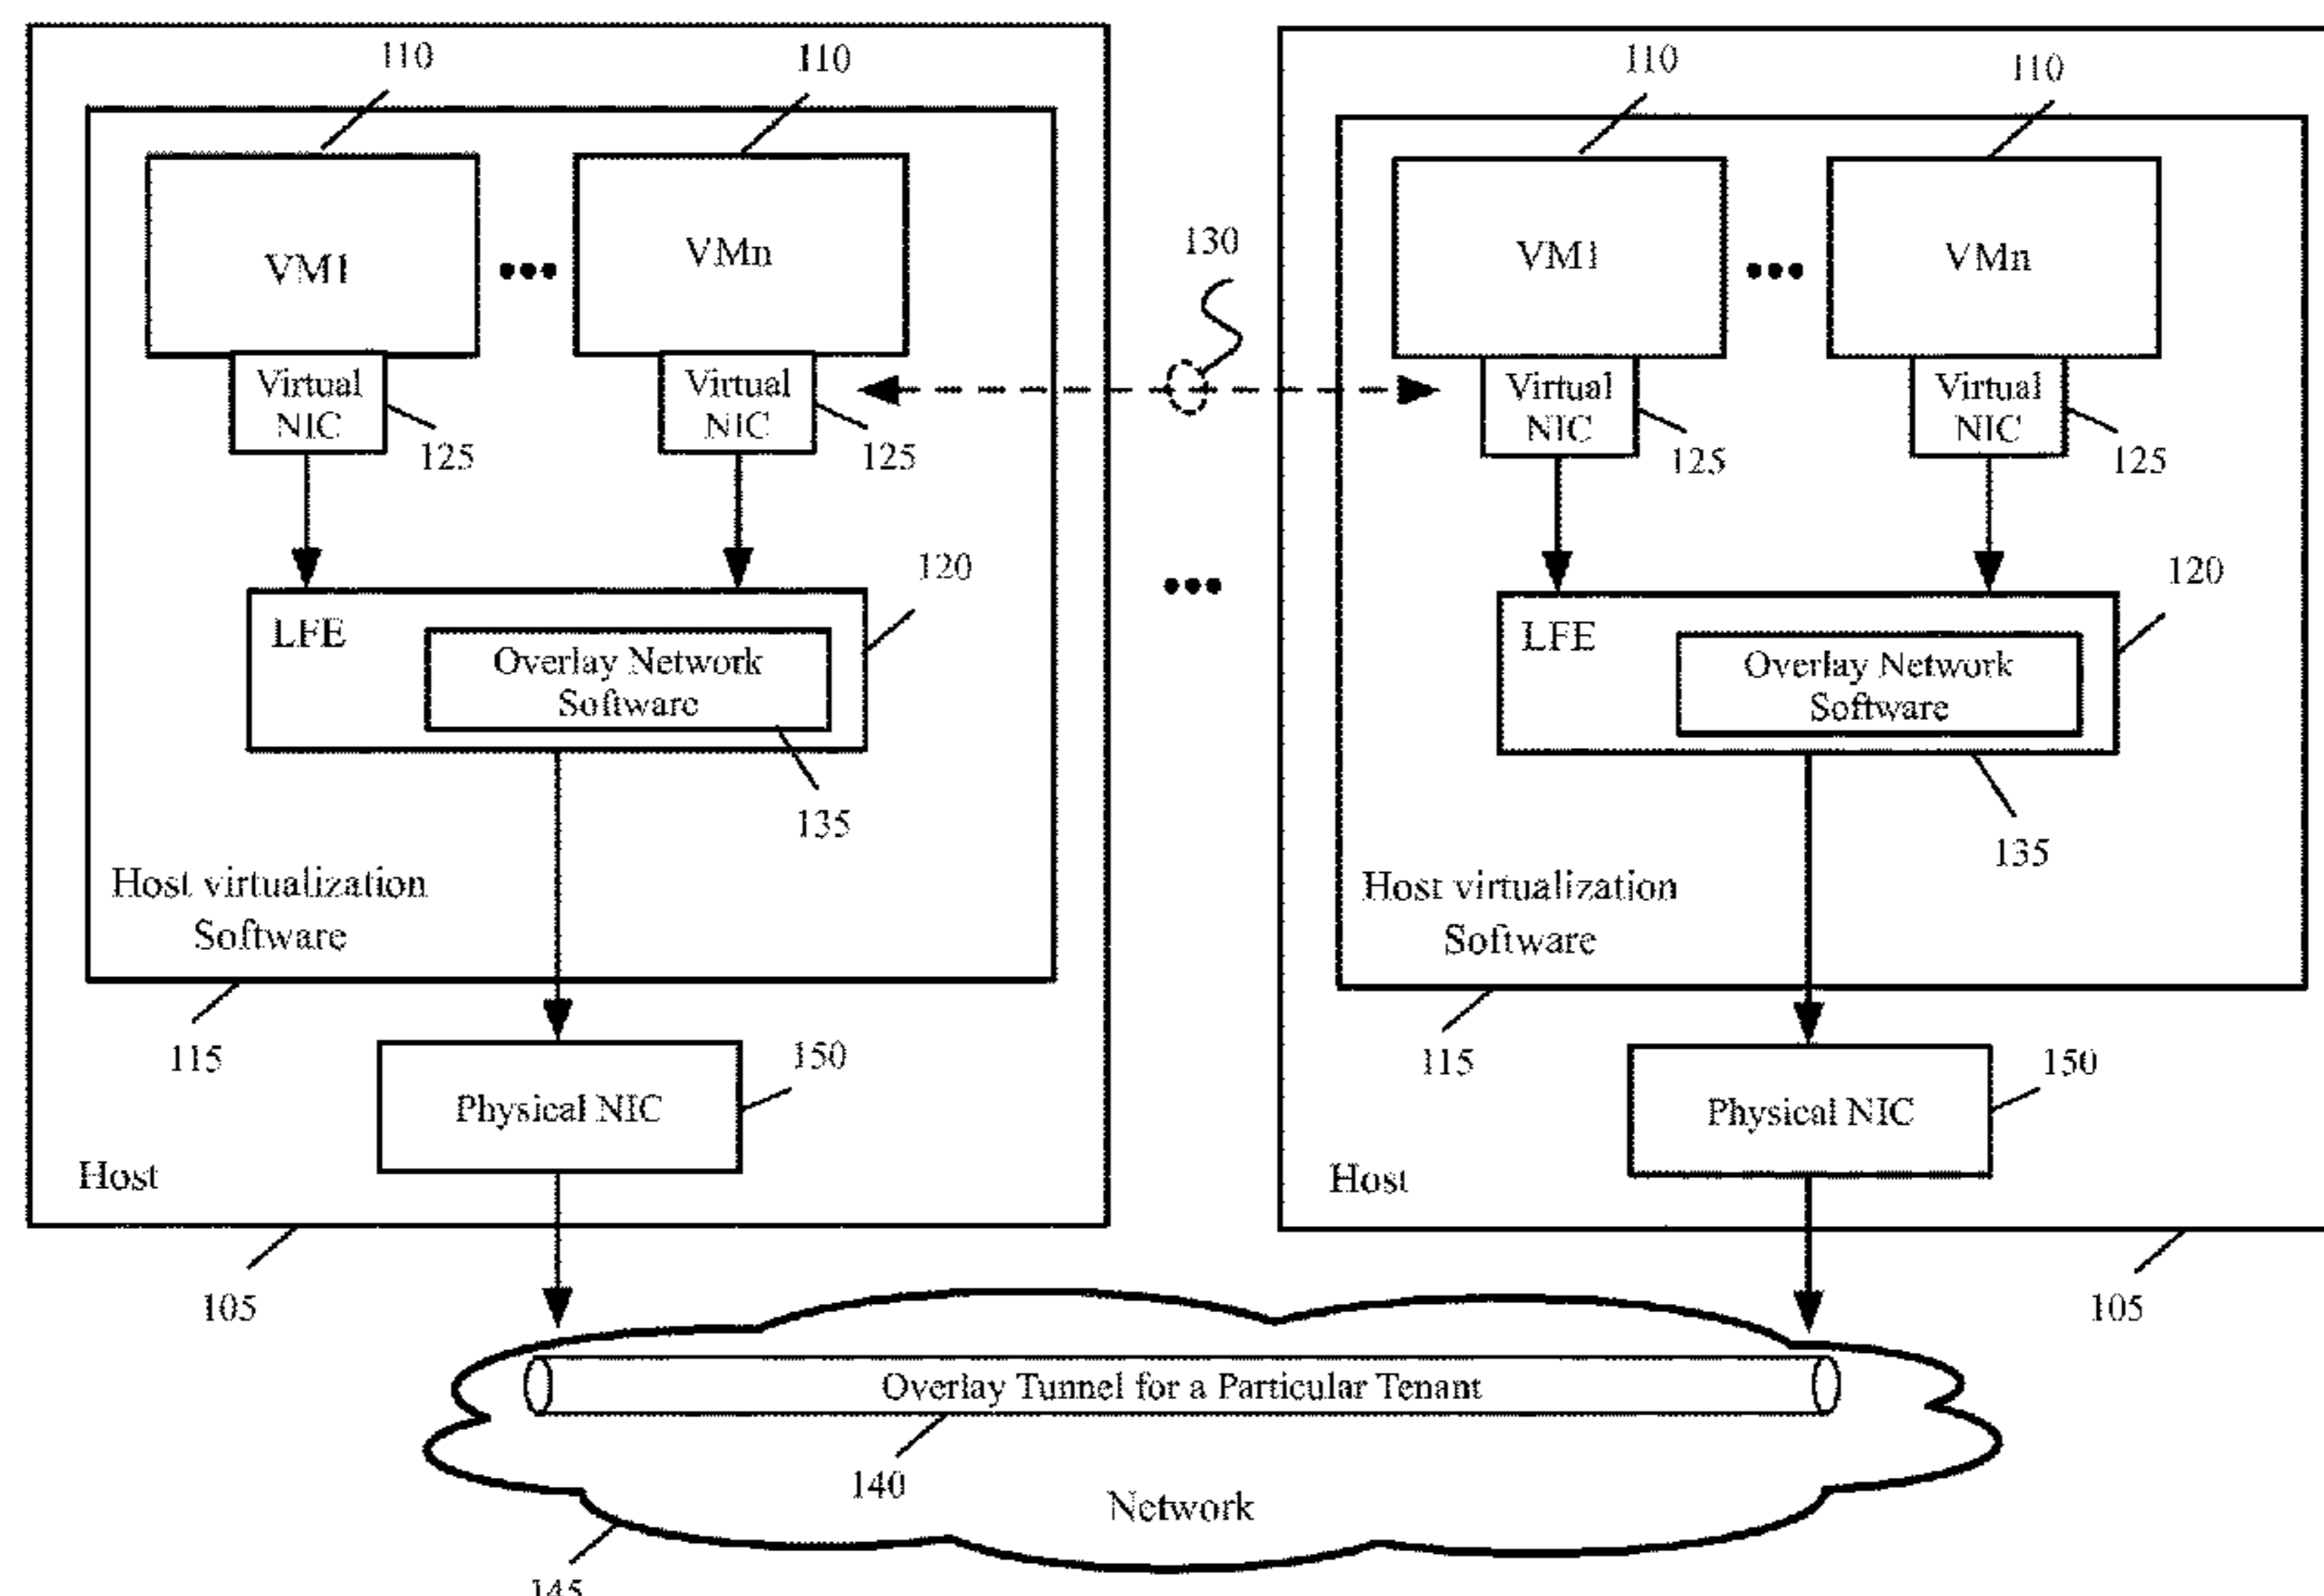 110
110
110
110
VM1
VMn
130
VM1
VMn
Virtual
NIC
Virtual
NIC
Virtual
NIC
Virtual
NIC
125
125
125
125
120
120
LFE
Overlay Network
Software
LFE
Overlay Network
Software
135
135
Host virtualization
Software
Host virtualization
Software
115
150
115
150
Physical NIC
Physical NIC
Host
Host
105
105
Overlay Tunnel for a Particular Tenant
140
Network
145